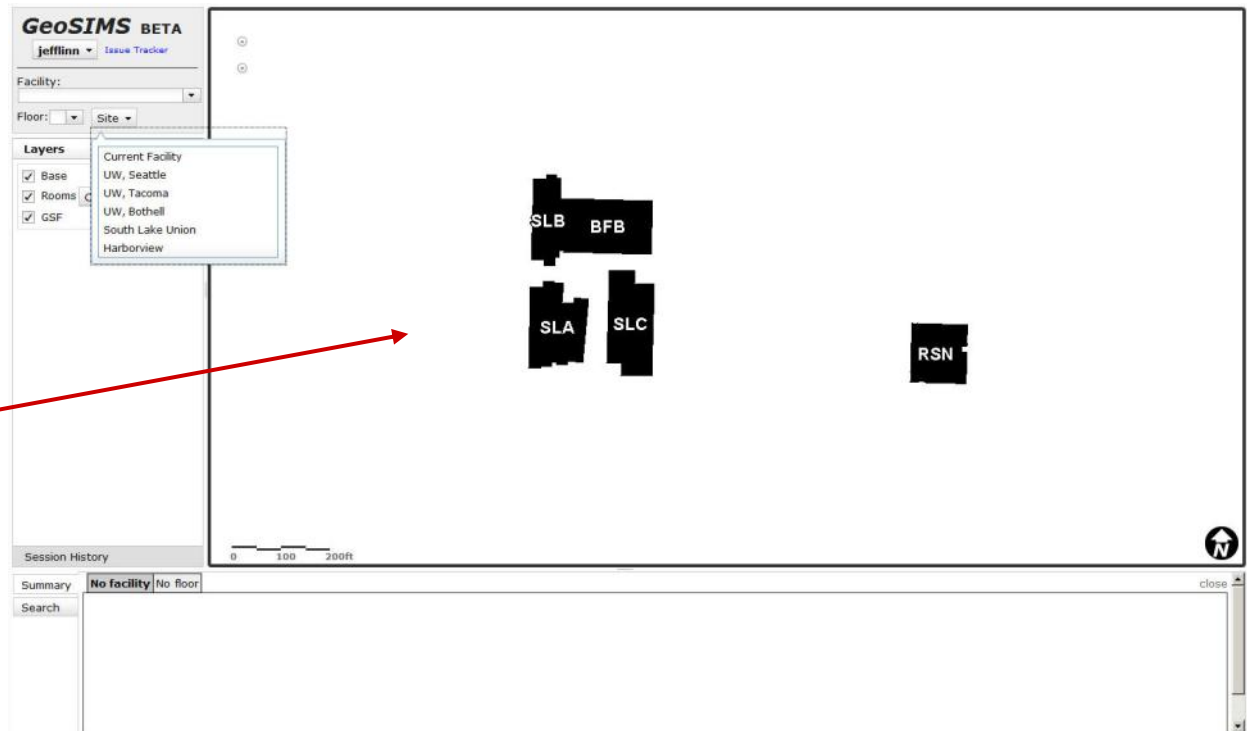 GeoSIMS BETA
jefflinn Issue Tracker
Facility:
Floor: Site
Layers
Base
Rooms
GSF
Current Facility
UW, Seattle
UW, Tacoma
UW, Bothell
South Lake Union
Harborview
SLB BFB
SLA SLC
RSN
N
0 100 200ft
Session History
Summary No facility No floor close
Search